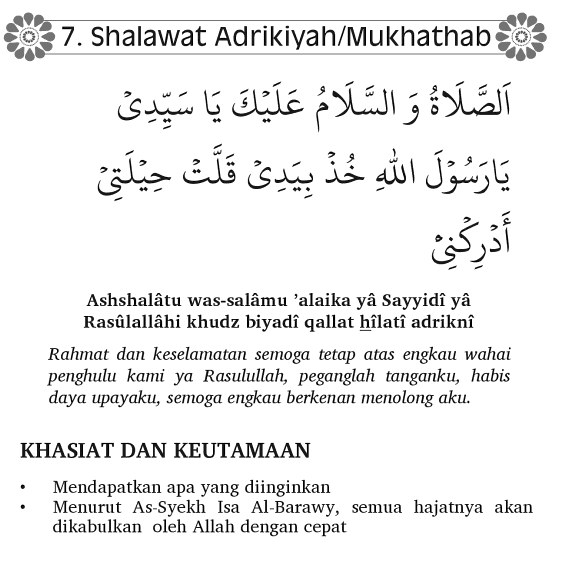 7. Shalawat Adrikiyah/Mukhathab
اَلصَّلَاةُ وَ السَّلَامُ عَلَيْكَ يَا سَيِّدِيْ
يَارَسُوْلَ اللهِ خُذْ بِيَدِيْ قَلَّتْ حِيْلَتِيْ
أَدْرِكْنِيْ
Ashshalâtu was-salâmu ’alaika yâ Sayyidî yâ
Rasûlallâhi khudz biyadî qallat ẖîlatî adriknî
Rahmat dan keselamatan semoga tetap atas engkau wahai
penghulu kami ya Rasulullah, peganglah tanganku, habis
daya upayaku, semoga engkau berkenan menolong aku.
KHASIAT DAN KEUTAMAAN
• Mendapatkan apa yang diinginkan
• Menurut As-Syekh Isa Al-Barawy, semua hajatnya akan
dikabulkan oleh Allah dengan cepat